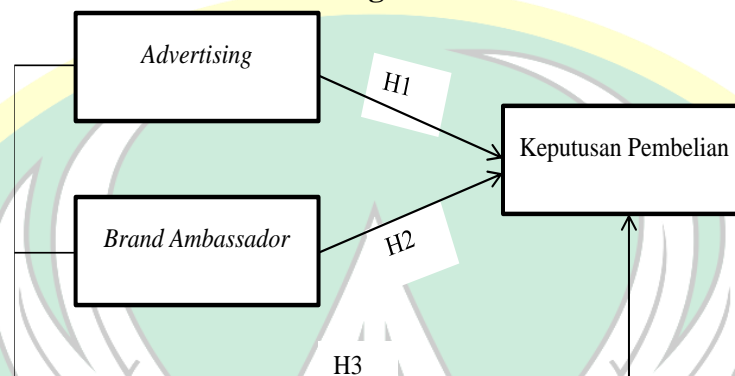 Advertising
H1
Keputusan Pembelian
Brand Ambassador
H2
H3